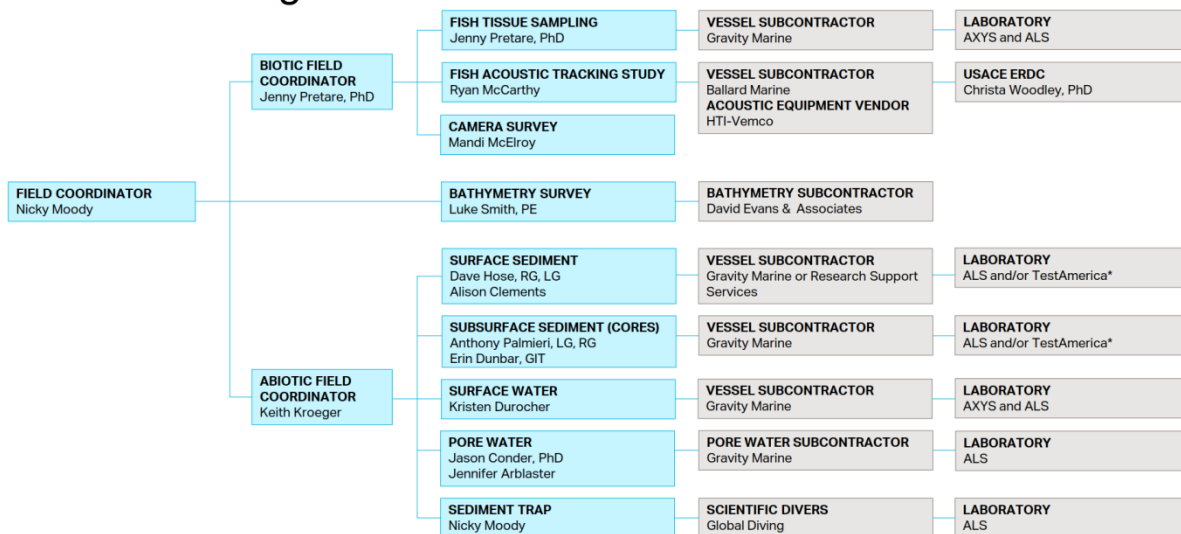 FISH TISSUE SAMPLING
Jenny Pretare, PhD
VESSEL SUBCONTRACTOR
Gravity Marine
LABORATORY
AXYS and ALS
BIOTIC FIELD
COORDINATOR
Jenny Pretare, PhD
FISH ACOUSTIC TRACKING STUDY
Ryan McCarthy
VESSEL SUBCONTRACTOR
Ballard Marine
ACOUSTIC EQUIPMENT VENDOR
HTI-Vemco
USACE ERDC
Christa Woodley, PhD
CAMERA SURVEY
Mandi McElroy
FIELD COORDINATOR
Nicky Moody
BATHYMETRY SURVEY
Luke Smith, PE
BATHYMETRY SUBCONTRACTOR
David Evans & Associates
SURFACE SEDIMENT
Dave Hose, RG, LG
Alison Clements
VESSEL SUBCONTRACTOR
Gravity Marine or Research Support
Services
LABORATORY
ALS and/or TestAmerica*
SUBSURFACE SEDIMENT (CORES)
Anthony Palmieri, LG, RG
Erin Dunbar, GIT
VESSEL SUBCONTRACTOR
Gravity Marine
LABORATORY
ALS and/or TestAmerica*
ABIOTIC FIELD
COORDINATOR
Keith Kroeger
SURFACE WATER
Kristen Durocher
VESSEL SUBCONTRACTOR
Gravity Marine
LABORATORY
AXYS and ALS
PORE WATER
Jason Conder, PhD
Jennifer Arblaster
PORE WATER SUBCONTRACTOR
Gravity Marine
LABORATORY
ALS
SEDIMENT TRAP
Nicky Moody
SCIENTIFIC DIVERS
Global Diving
LABORATORY
ALS